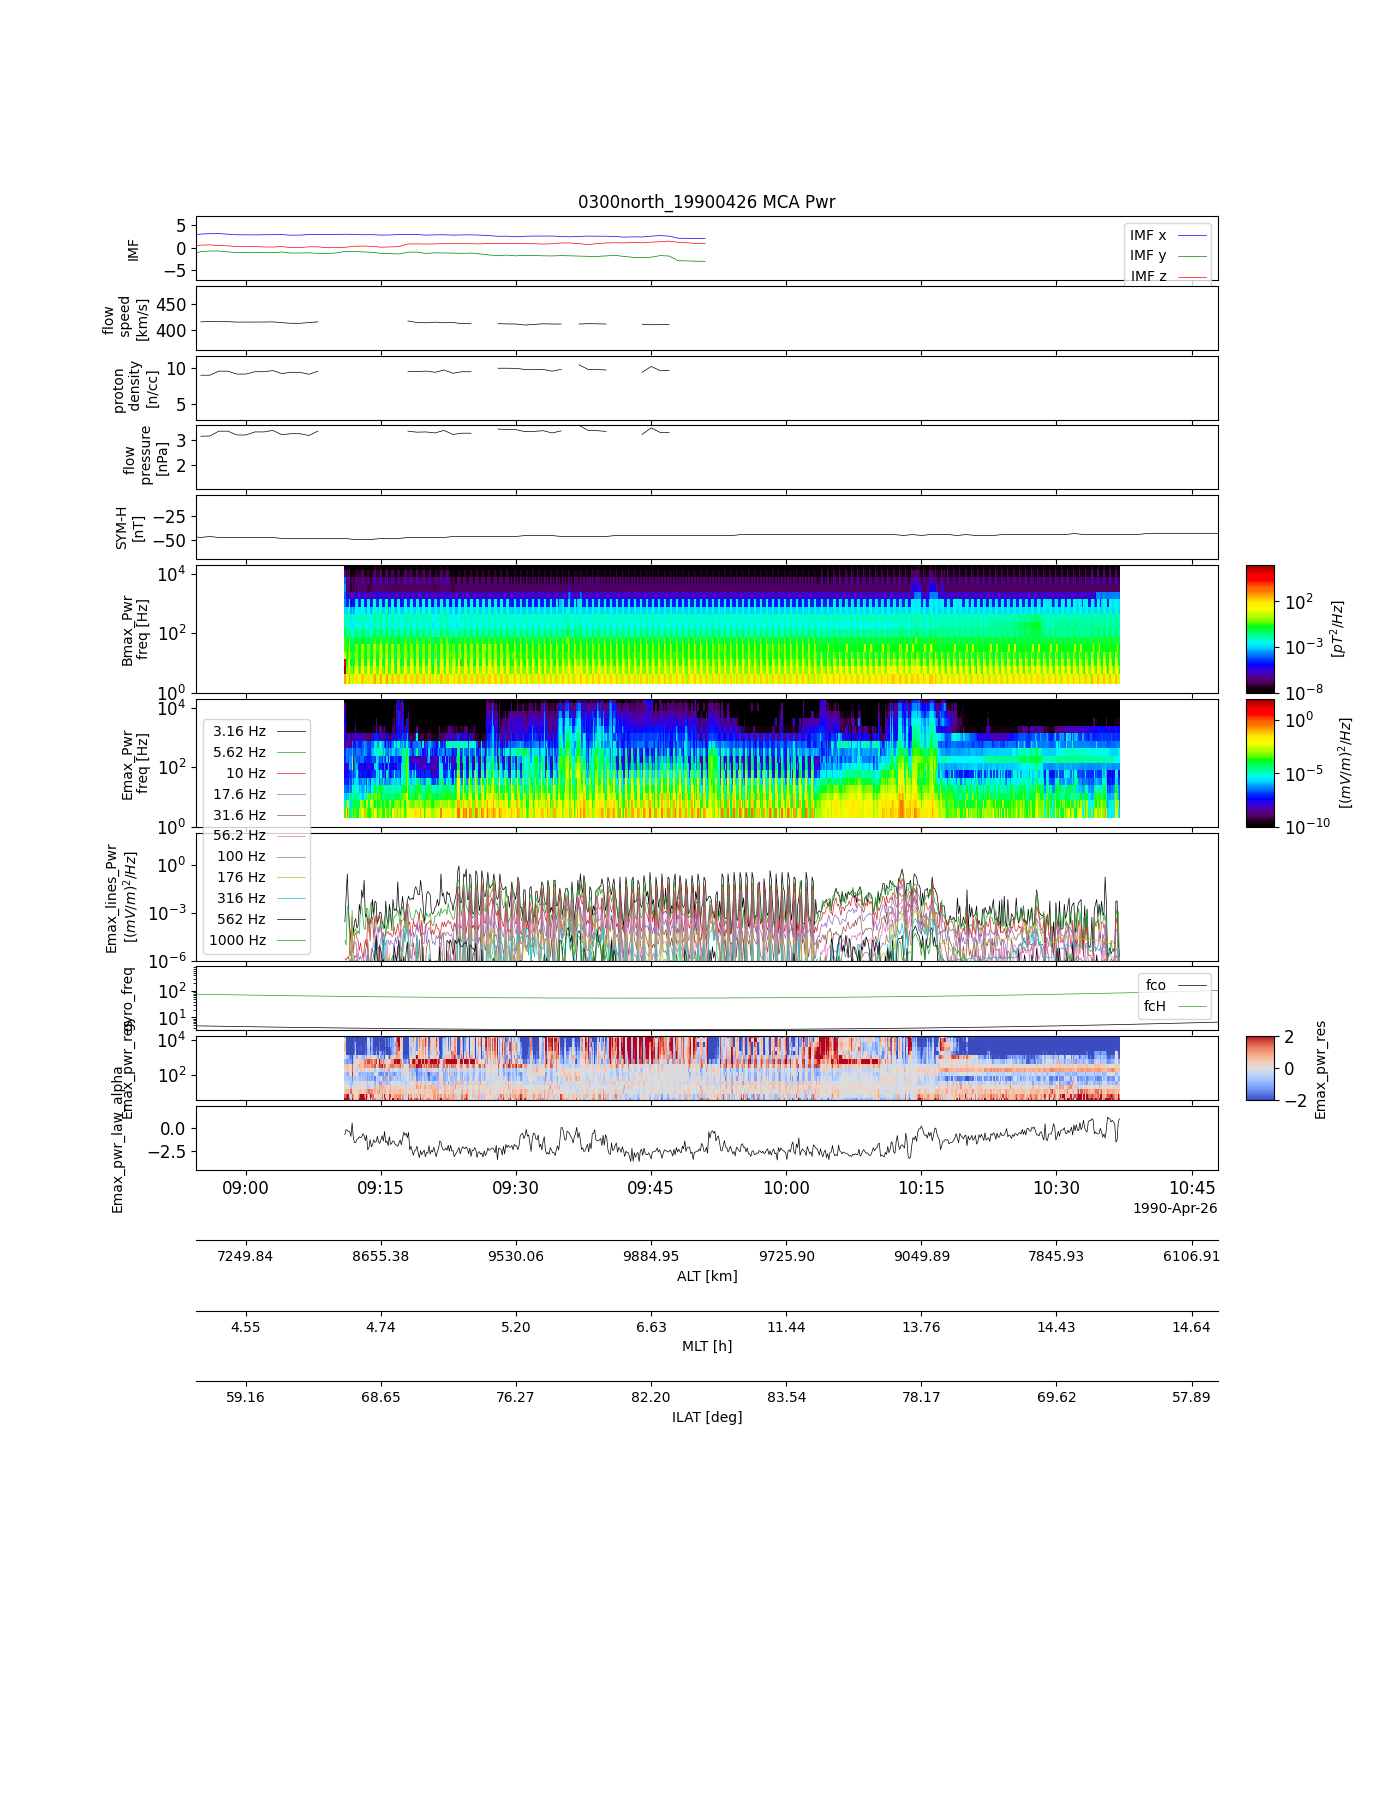 0300north_19900426 MCA Pwr
IMF
5
0
−5
IMF x
IMF y
IMF z
flow
speed
[km/s]
450
400
proton
density
[n/cc]
10
5
flow
pressure
[nPa]
3
2
SYM-H
[nT]
−25
−50
Bmax_Pwr
freq [Hz]
10^4
10^2
10^0
10^2
10^−3
10^−8
[pT^2/Hz]
Emax_Pwr
freq [Hz]
10^4
10^2
10^0
10^0
10^−5
10^−10
[(mV/m)^2/Hz]
3.16 Hz
5.62 Hz
10 Hz
17.6 Hz
31.6 Hz
56.2 Hz
100 Hz
176 Hz
316 Hz
562 Hz
1000 Hz
Emax_lines_Pwr
[(mV/m)^2/Hz]
10^0
10^−3
10^−6
gyro_freq
10^2
10^1
fco
fcH
Emax_pwr_res
10^4
10^2
2
0
−2
Emax_pwr_res
Emax_pwr_law_alpha
0.0
−2.5
09:00 09:15 09:30 09:45 10:00 10:15 10:30 10:45
1990-Apr-26
7249.84 8655.38 9530.06 9884.95 9725.90 9049.89 7845.93 6106.91
ALT [km]
4.55 4.74 5.20 6.63 11.44 13.76 14.43 14.64
MLT [h]
59.16 68.65 76.27 82.20 83.54 78.17 69.62 57.89
ILAT [deg]